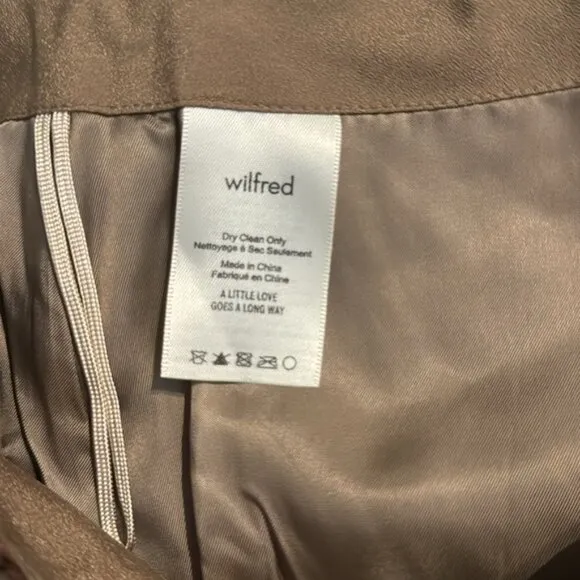 wilfred
Dry Clean Only
Nettoyage à Sec Seulement
Made in China
Fabriqué en Chine
A LITTLE LOVE
GOES A LONG WAY